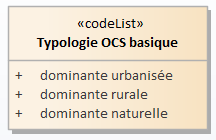 «codeList»
Typologie OCS basique
+ dominante urbanisée
+ dominante rurale
+ dominante naturelle